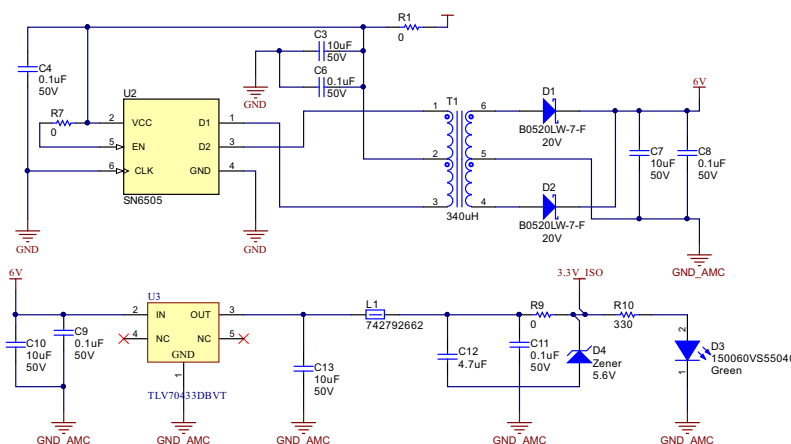 R1
0
C3
10uF
50V
C4
0.1uF
50V
C6
0.1uF
50V
GND
U2
R7
0
2
VCC
D1
1
5
EN
D2
3
6
CLK
GND
4
SN6505
GND
GND
T1
1
6
2
5
3
4
340uH
D1
B0520LW-7-F
20V
D2
B0520LW-7-F
20V
6V
C7
10uF
50V
C8
0.1uF
50V
GND_AMC
6V
U3
2
IN
OUT
3
4
NC
NC
5
GND
1
TLV70433DBVT
C10
10uF
50V
C9
0.1uF
50V
GND_AMC
GND_AMC
L1
742792662
C13
10uF
50V
GND_AMC
C12
4.7uF
C11
0.1uF
50V
GND_AMC
R9
0
3.3V_ISO
D4
Zener
5.6V
R10
330
2
D3
150060VS55040
Green
1
GND_AMC